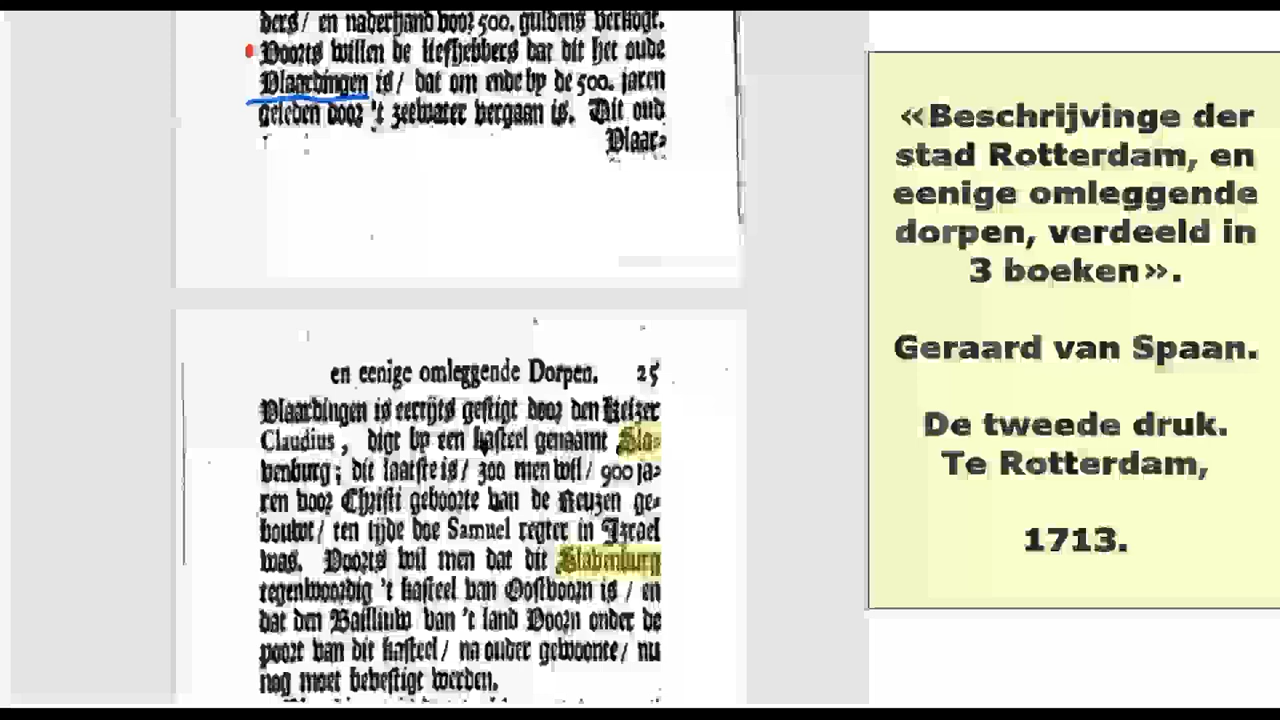 ders / en naderhand voor 500. guldens verkogt.
Voorts willen de liefhebbers dat dit het oude
Vlaardingen is / dat om ende by de 500. jaren
geleden door 't zeewater vergaan is. Dit oud
Vlaar-
en eenige omleggende Dorpen. 25
Vlaardingen is eertijts gestigt door den Keizer
Claudius, digt by een kasteel genaamt Sla-
venburg; dit laatste is / zoo men wil / 900 ja-
ren voor Christi geboorte van de Reuzen ge-
bouwt / ten tijde doe Samuel regter in Israel
was. Voorts wil men dat dit Slavenburg
tegenwoordig 't kasteel van Oostvoorn is / en
dat den Bailliuw van 't land Voorn onder de
poort van dit kasteel / na ouder gewoonte / nu
nog moet bevestigt werden.
«Beschrijvinge der
stad Rotterdam, en
eenige omleggende
dorpen, verdeeld in
3 boeken».
Geraard van Spaan.
De tweede druk.
Te Rotterdam,
1713.